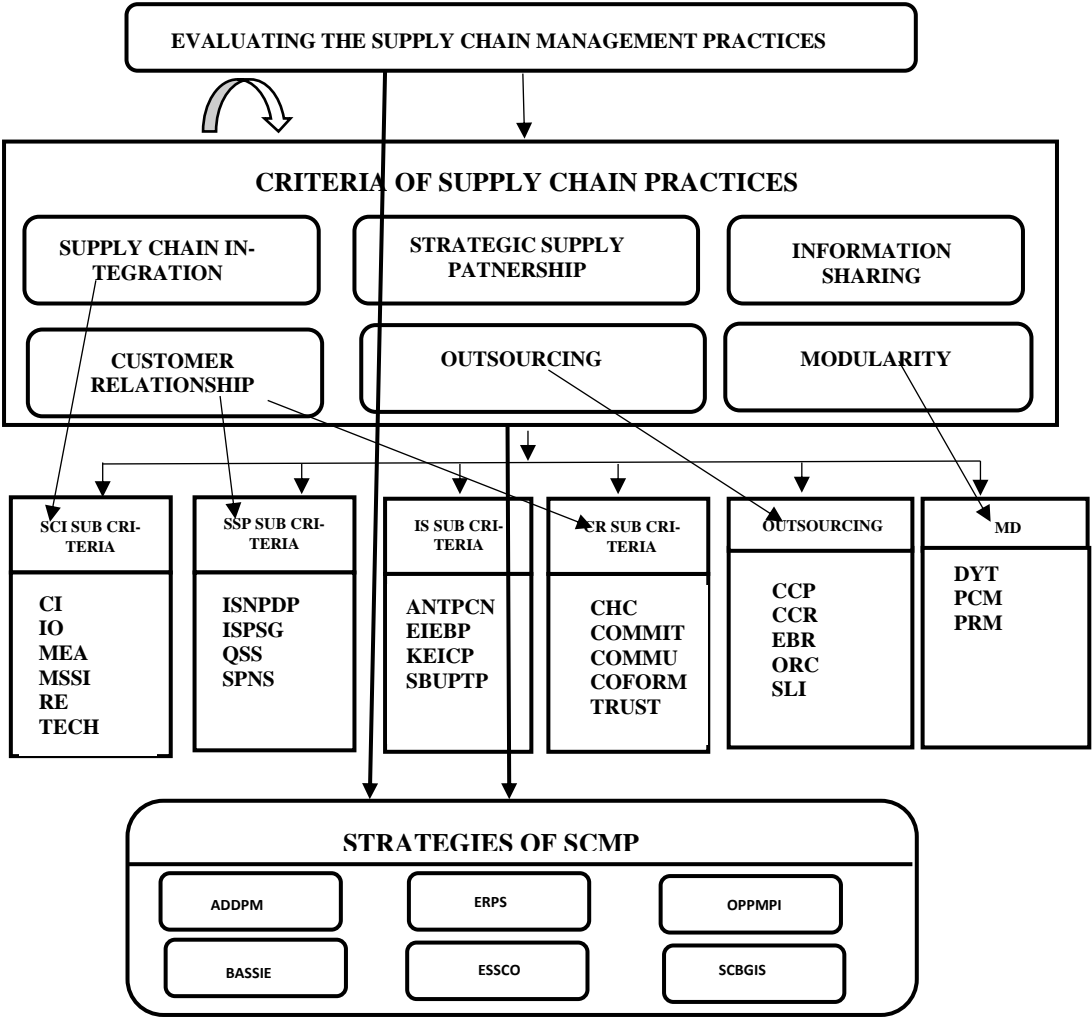 EVALUATING THE SUPPLY CHAIN MANAGEMENT PRACTICES
CRITERIA OF SUPPLY CHAIN PRACTICES
SUPPLY CHAIN IN-
TEGRATION
STRATEGIC SUPPLY
PATNERSHIP
INFORMATION
SHARING
CUSTOMER
RELATIONSHIP
OUTSOURCING
MODULARITY
SCI SUB CRI-
TERIA
CI
IO
MEA
MSSI
RE
TECH
SSP SUB CRI-
TERIA
ISNPDP
ISPSG
QSS
SPNS
IS SUB CRI-
TERIA
ANTPCN
EIEBP
KEICP
SBUPTP
CR SUB CRI-
TERIA
CHC
COMMIT
COMMU
COFORM
TRUST
OUTSOURCING
CCP
CCR
EBR
ORC
SLI
MD
DYT
PCM
PRM
STRATEGIES OF SCMP
ADDPM
ERPS
OPPMPI
BASSIE
ESSCO
SCBGIS